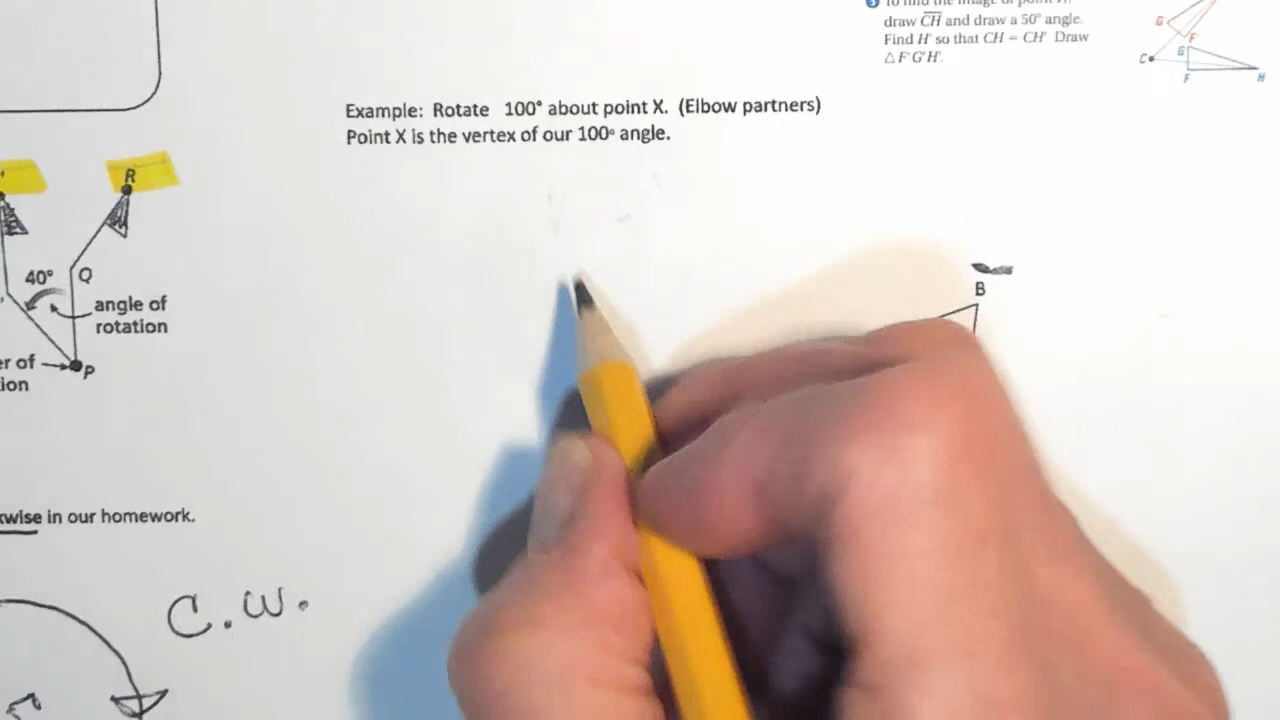 draw CH and draw a 50° angle.
Find H' so that CH = CH' Draw
△F'G'H'.
G
F
C
G
F
H
Example: Rotate 100° about point X. (Elbow partners)
Point X is the vertex of our 100° angle.
R
40°
Q
angle of
rotation
P
B
in our homework.
C.W.